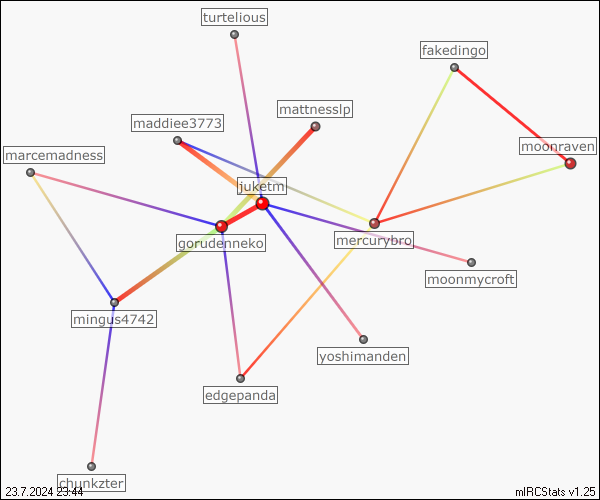 turtelious
fakedingo
mattnesslp
maddiee3773
moonraven
marcemadness
juketm
gorudenneko
mercurybro
moonmycroft
mingus4742
yoshimanden
edgepanda
chunkzter
23.7.2024 23:44
mIRCStats v1.25